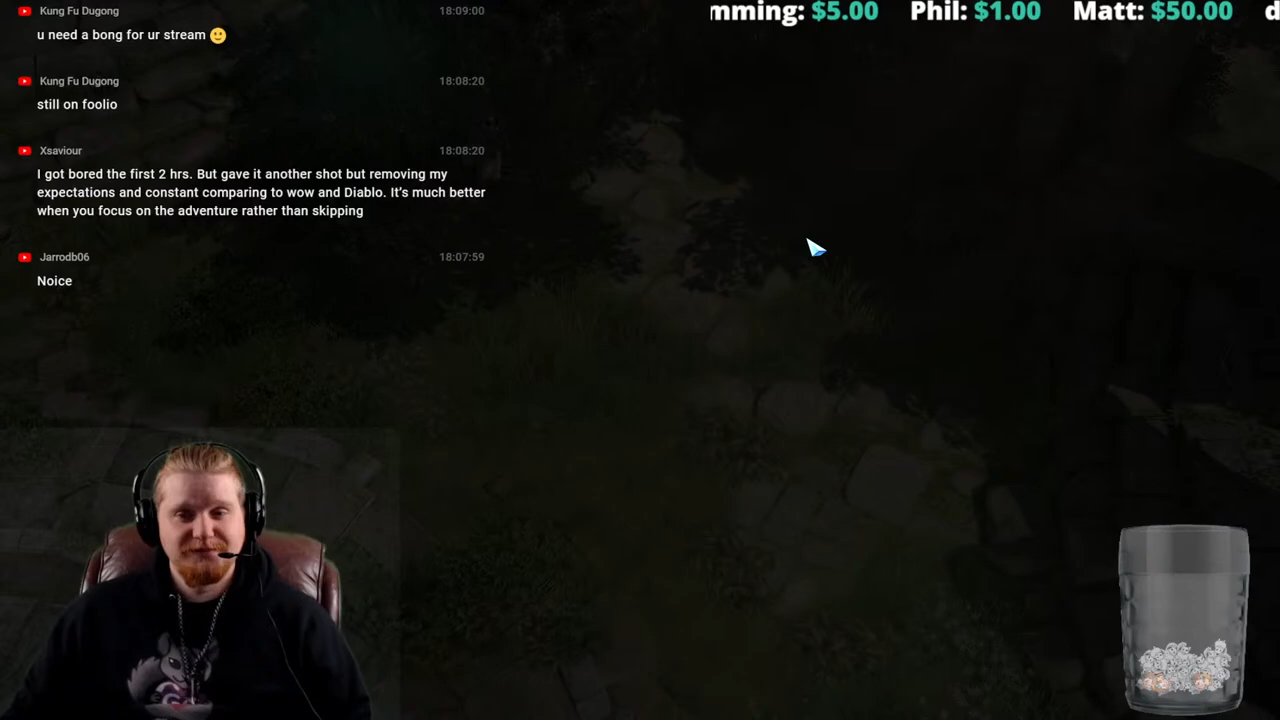 mming: $5.00 Phil: $1.00 Matt: $50.00 d
Kung Fu Dugong 18:09:00
u need a bong for ur stream 🙂
Kung Fu Dugong 18:08:20
still on foolio
Xsaviour 18:08:20
I got bored the first 2 hrs. But gave it another shot but removing my
expectations and constant comparing to wow and Diablo. It's much better
when you focus on the adventure rather than skipping
Jarrodb06 18:07:59
Noice